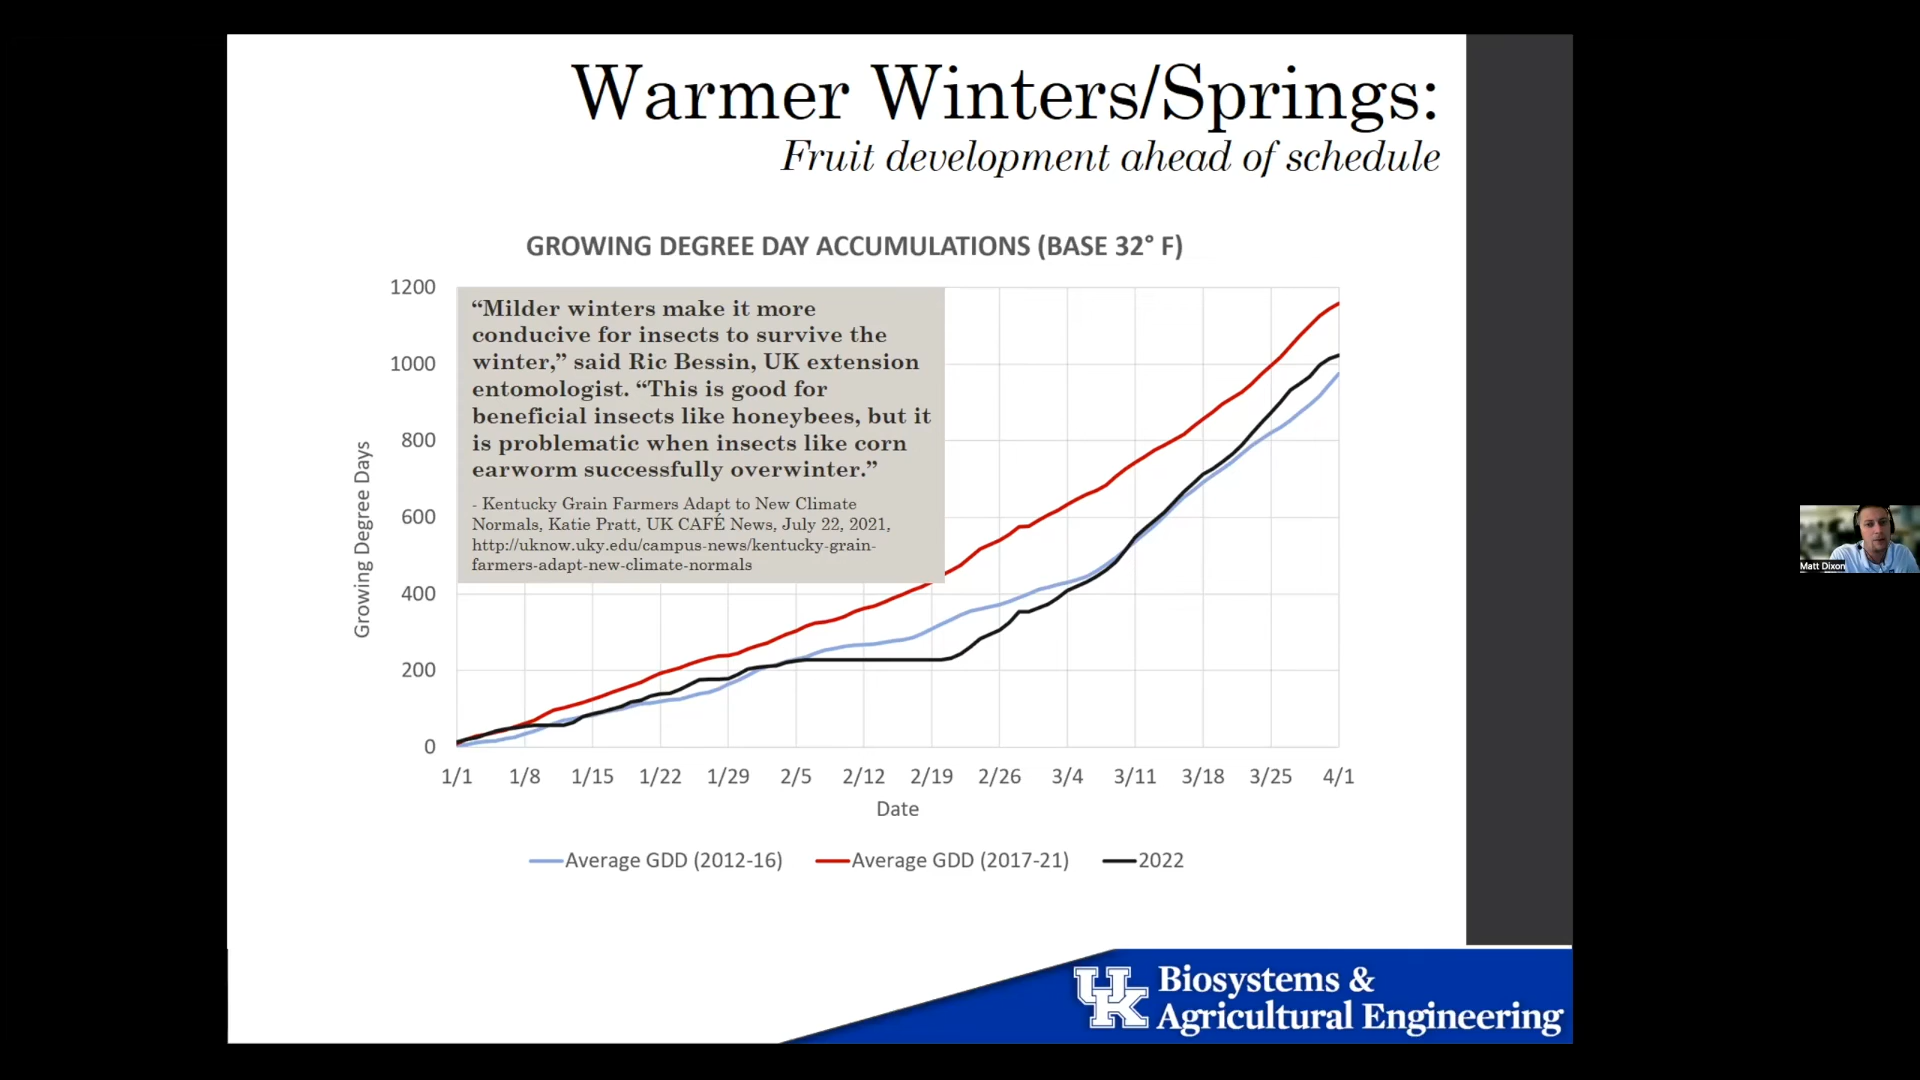 Warmer Winters/Springs:
Fruit development ahead of schedule
GROWING DEGREE DAY ACCUMULATIONS (BASE 32° F)
1200
1000
800
600
400
200
0
Growing Degree Days
“Milder winters make it more
conducive for insects to survive the
winter,” said Ric Bessin, UK extension
entomologist. “This is good for
beneficial insects like honeybees, but it
is problematic when insects like corn
earworm successfully overwinter.”
- Kentucky Grain Farmers Adapt to New Climate
Normals, Katie Pratt, UK CAFÉ News, July 22, 2021,
http://uknow.uky.edu/campus-news/kentucky-grain-
farmers-adapt-new-climate-normals
1/1 1/8 1/15 1/22 1/29 2/5 2/12 2/19 2/26 3/4 3/11 3/18 3/25 4/1
Date
Average GDD (2012-16) Average GDD (2017-21) 2022
Matt Dixon
UK
Biosystems &
Agricultural Engineering